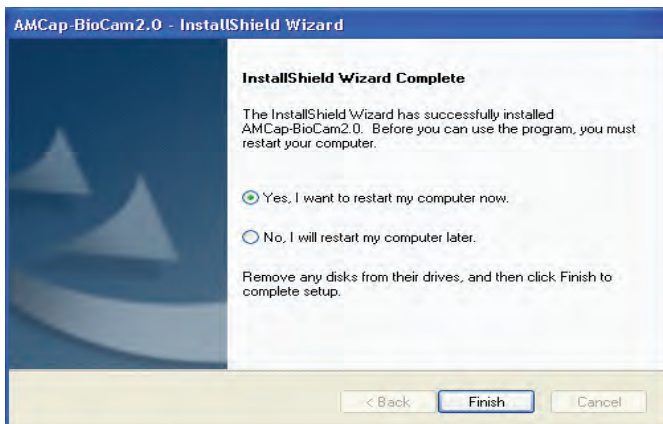 AMCap-BioCam2.0 - InstallShield Wizard
InstallShield Wizard Complete
The InstallShield Wizard has successfully installed
AMCap-BioCam2.0. Before you can use the program, you must
restart your computer.
Yes, I want to restart my computer now.
No, I will restart my computer later.
Remove any disks from their drives, and then click Finish to
complete setup.
< Back Finish Cancel